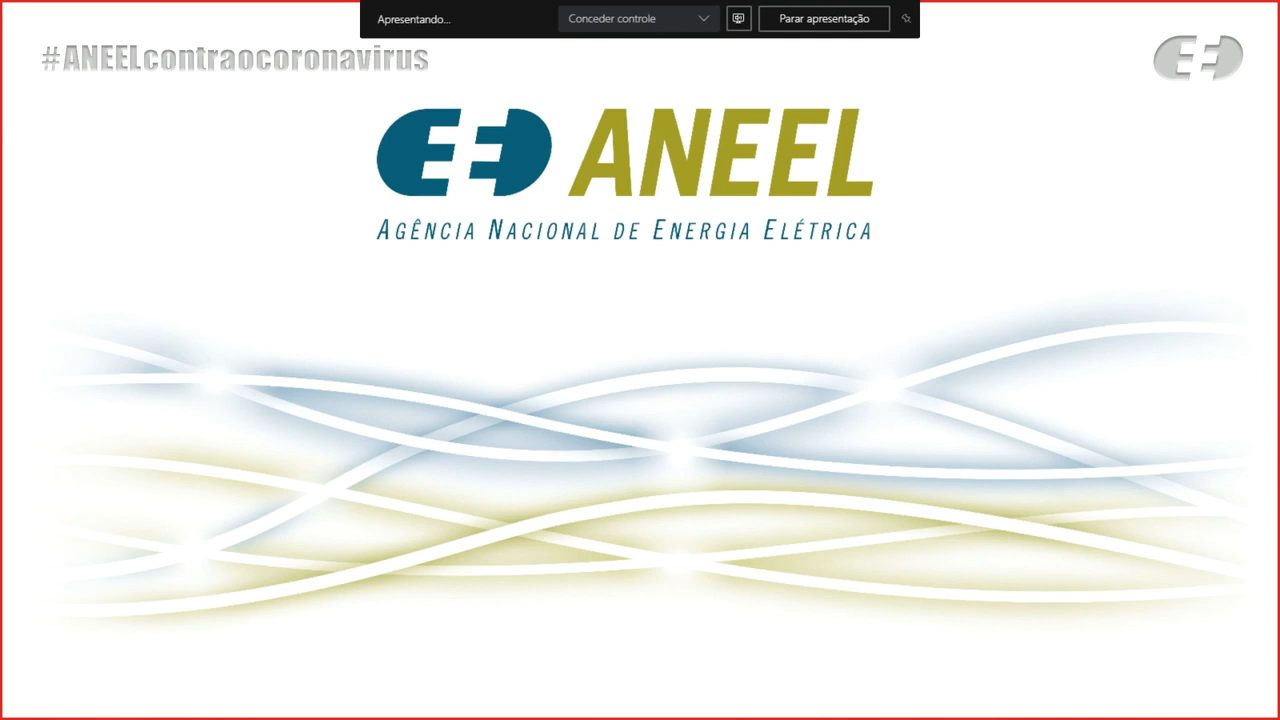 Apresentando...
Conceder controle
Parar apresentação
#ANEELcontraocoronavirus
ANEEL
AGÊNCIA NACIONAL DE ENERGIA ELÉTRICA